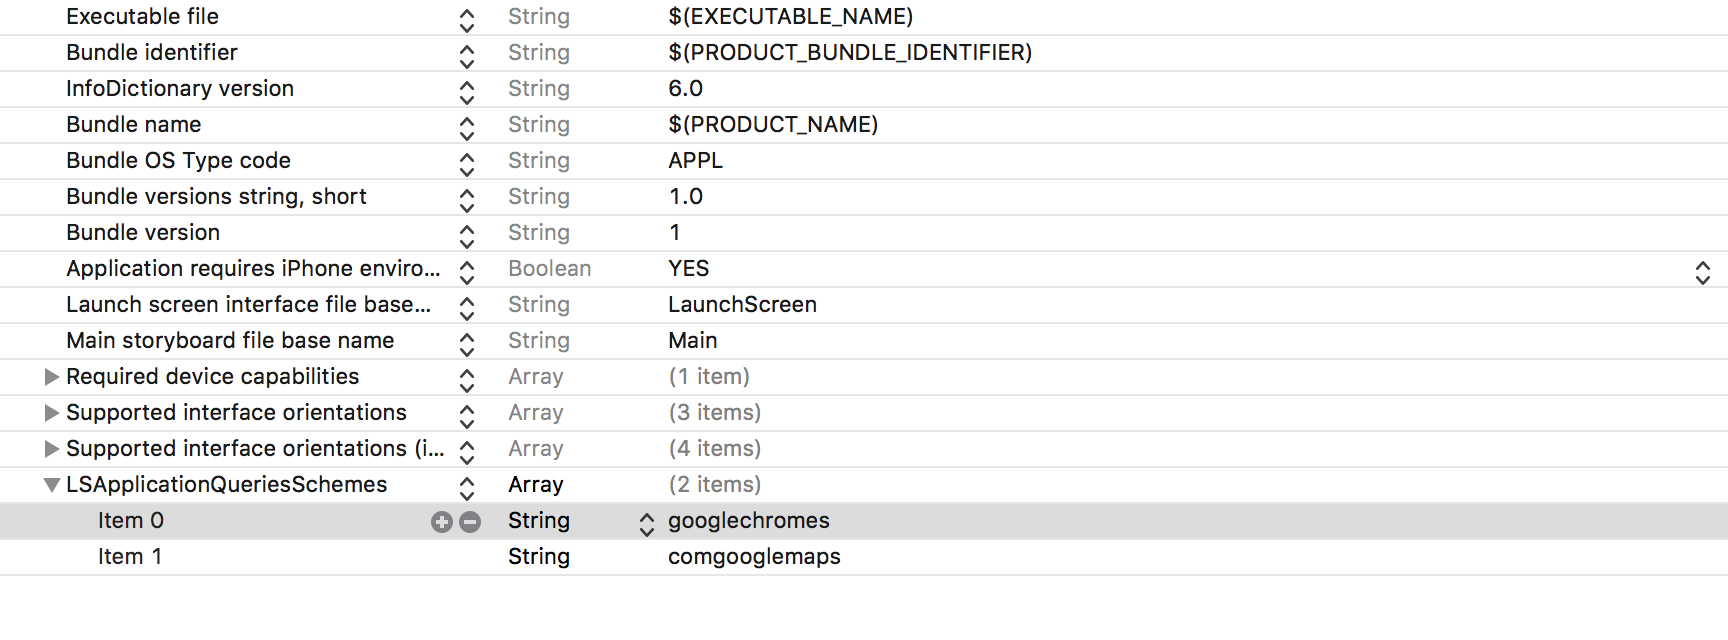 Executable file String $(EXECUTABLE_NAME)
Bundle identifier String $(PRODUCT_BUNDLE_IDENTIFIER)
InfoDictionary version String 6.0
Bundle name String $(PRODUCT_NAME)
Bundle OS Type code String APPL
Bundle versions string, short String 1.0
Bundle version String 1
Application requires iPhone enviro... Boolean YES
Launch screen interface file base... String LaunchScreen
Main storyboard file base name String Main
Required device capabilities Array (1 item)
Supported interface orientations Array (3 items)
Supported interface orientations (i... Array (4 items)
LSApplicationQueriesSchemes Array (2 items)
Item 0 String googlechromes
Item 1 String comgooglemaps